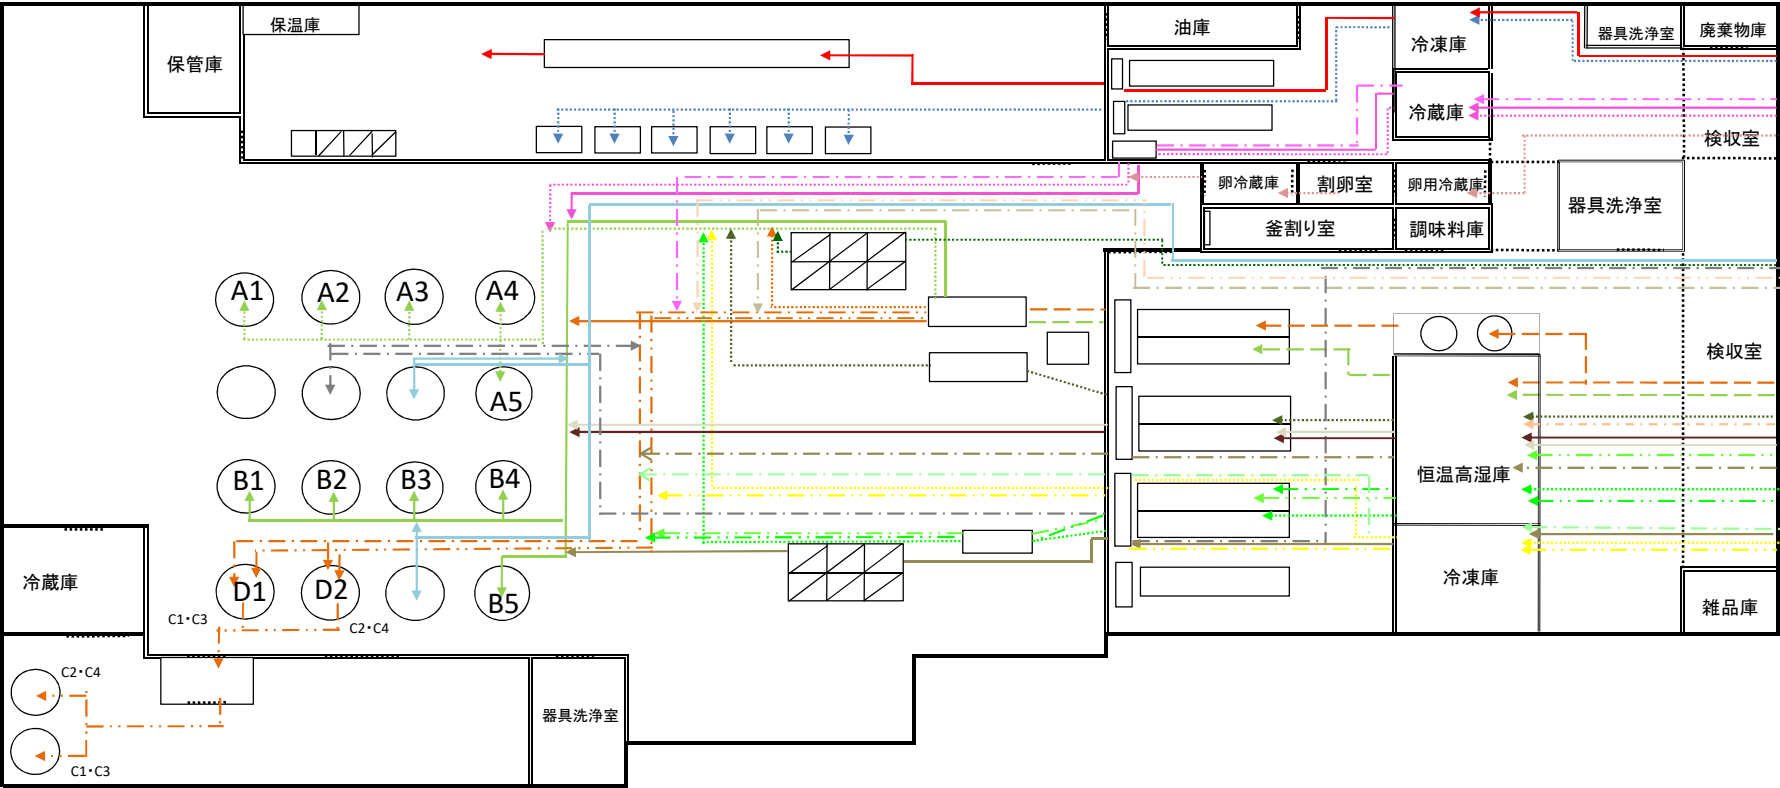 保温庫
保管庫
油庫
冷凍庫
器具洗浄室
廃棄物庫
冷蔵庫
検収室
卵冷蔵庫
割卵室
卵用冷蔵庫
器具洗浄室
釜割り室
調味料庫
A1
A2
A3
A4
A5
検収室
B1
B2
B3
B4
恒温高湿庫
冷蔵庫
D1
D2
B5
冷凍庫
雑品庫
C1・C3
C2・C4
C2・C4
C1・C3
器具洗浄室